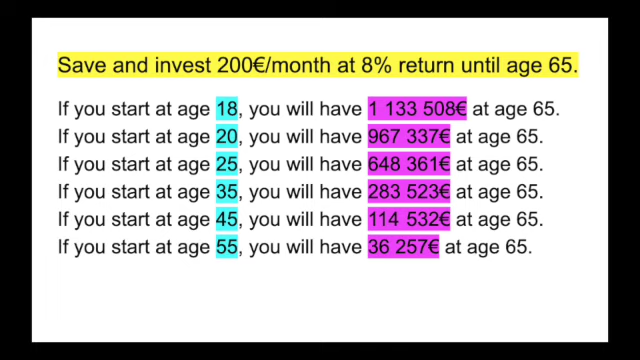 Save and invest 200€/month at 8% return until age 65.
If you start at age 18, you will have 1 133 508€ at age 65.
If you start at age 20, you will have 967 337€ at age 65.
If you start at age 25, you will have 648 361€ at age 65.
If you start at age 35, you will have 283 523€ at age 65.
If you start at age 45, you will have 114 532€ at age 65.
If you start at age 55, you will have 36 257€ at age 65.